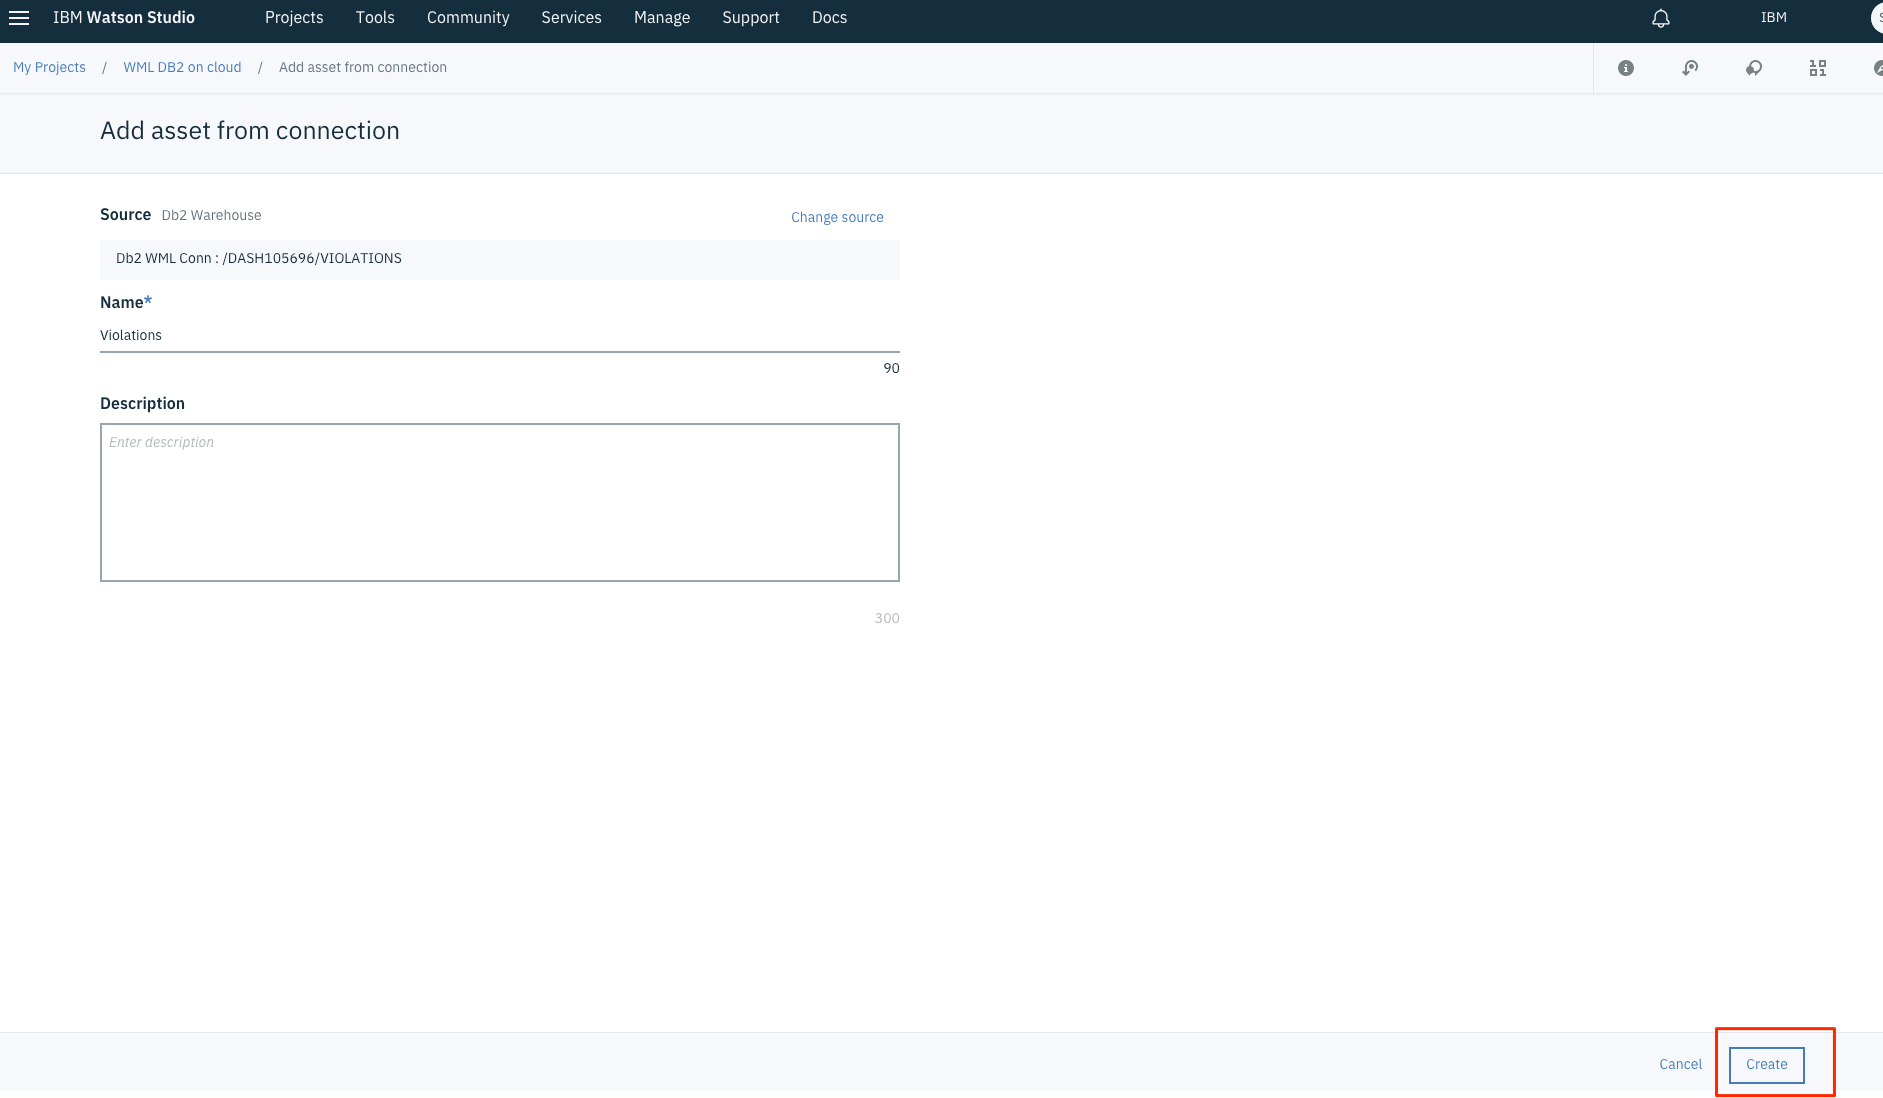 IBM Watson Studio Projects Tools Community Services Manage Support Docs IBM
My Projects / WML DB2 on cloud / Add asset from connection
Add asset from connection
Source Db2 Warehouse Change source
Db2 WML Conn : /DASH105696/VIOLATIONS
Name*
Violations
90
Description
Enter description
300
Cancel Create